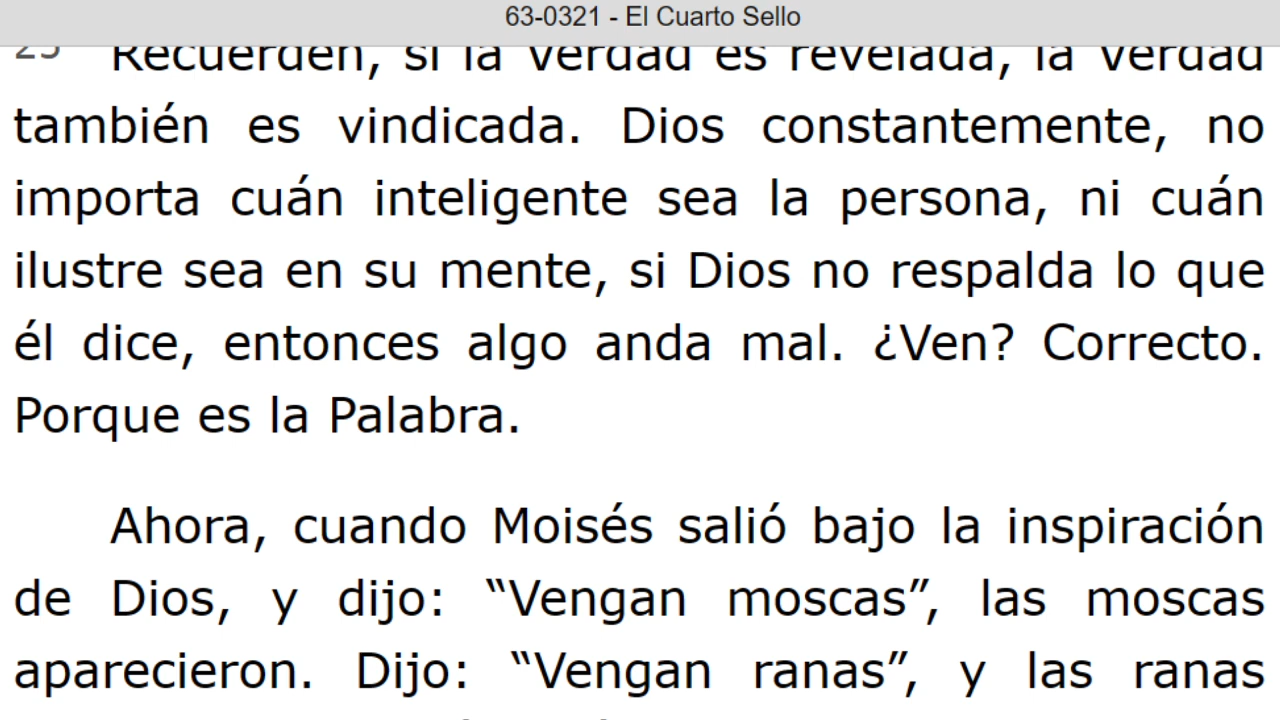 63-0321 - El Cuarto Sello
25 Recuerden, si la Verdad es revelada, la Verdad
también es vindicada. Dios constantemente, no
importa cuán inteligente sea la persona, ni cuán
ilustre sea en su mente, si Dios no respalda lo que
él dice, entonces algo anda mal. ¿Ven? Correcto.
Porque es la Palabra.
Ahora, cuando Moisés salió bajo la inspiración
de Dios, y dijo: “Vengan moscas”, las moscas
aparecieron. Dijo: “Vengan ranas”, y las ranas